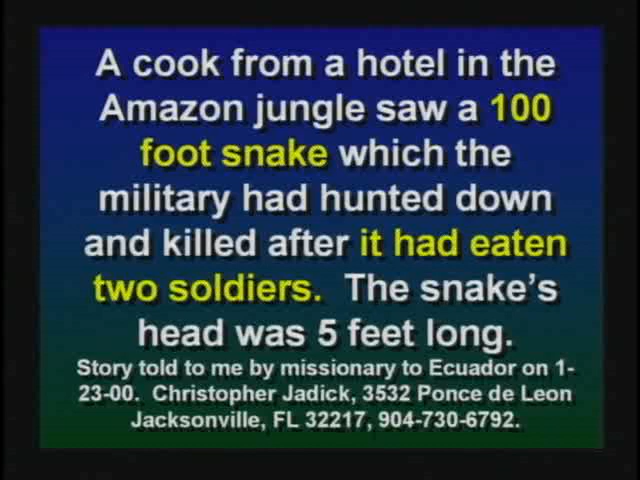 A cook from a hotel in the
Amazon jungle saw a 100
foot snake which the
military had hunted down
and killed after it had eaten
two soldiers. The snake's
head was 5 feet long.
Story told to me by missionary to Ecuador on 1-
23-00. Christopher Jadick, 3532 Ponce de Leon
Jacksonville, FL 32217, 904-730-6792.